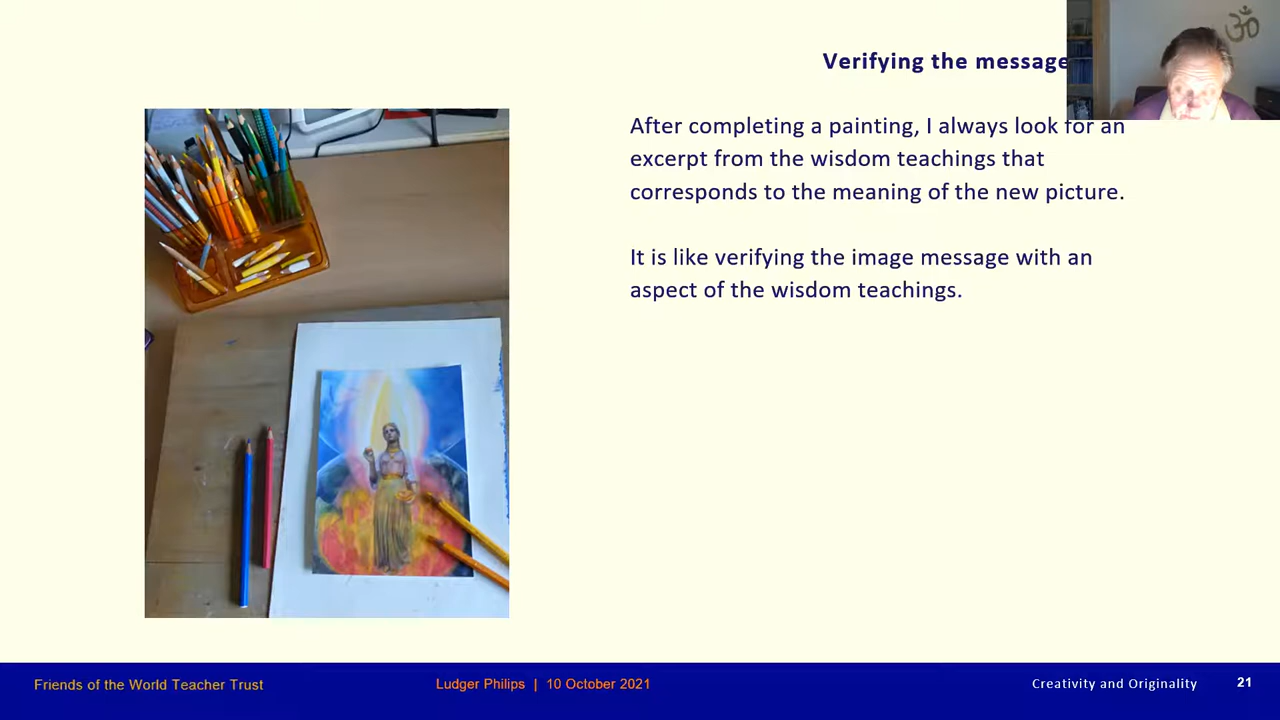 Verifying the message
After completing a painting, I always look for an
excerpt from the wisdom teachings that
corresponds to the meaning of the new picture.
It is like verifying the image message with an
aspect of the wisdom teachings.
ॐ
Friends of the World Teacher Trust
Ludger Philips | 10 October 2021
Creativity and Originality
21